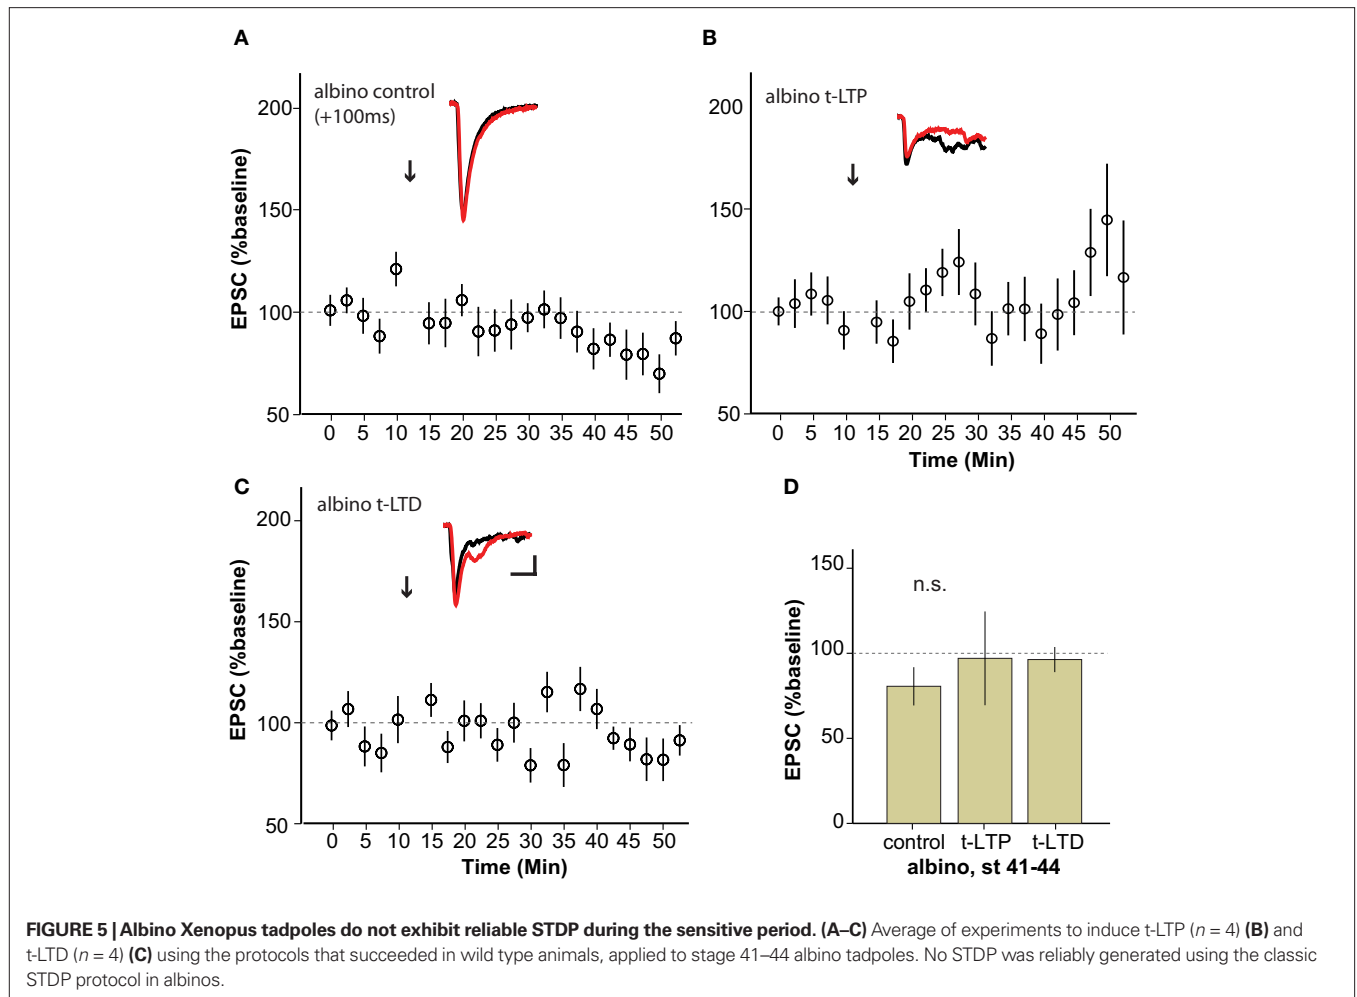 A
albino control
(+100ms)
EPSC (%baseline)
200
150
100
50
0 5 10 15 20 25 30 35 40 45 50
B
albino t-LTP
200
150
100
50
0 5 10 15 20 25 30 35 40 45 50
Time (Min)
C
albino t-LTD
EPSC (%baseline)
200
150
100
50
0 5 10 15 20 25 30 35 40 45 50
Time (Min)
D
n.s.
EPSC (%baseline)
150
100
50
0
control t-LTP t-LTD
albino, st 41-44
FIGURE 5 | Albino Xenopus tadpoles do not exhibit reliable STDP during the sensitive period. (A–C) Average of experiments to induce t-LTP (n = 4) (B) and
t-LTD (n = 4) (C) using the protocols that succeeded in wild type animals, applied to stage 41–44 albino tadpoles. No STDP was reliably generated using the classic
STDP protocol in albinos.